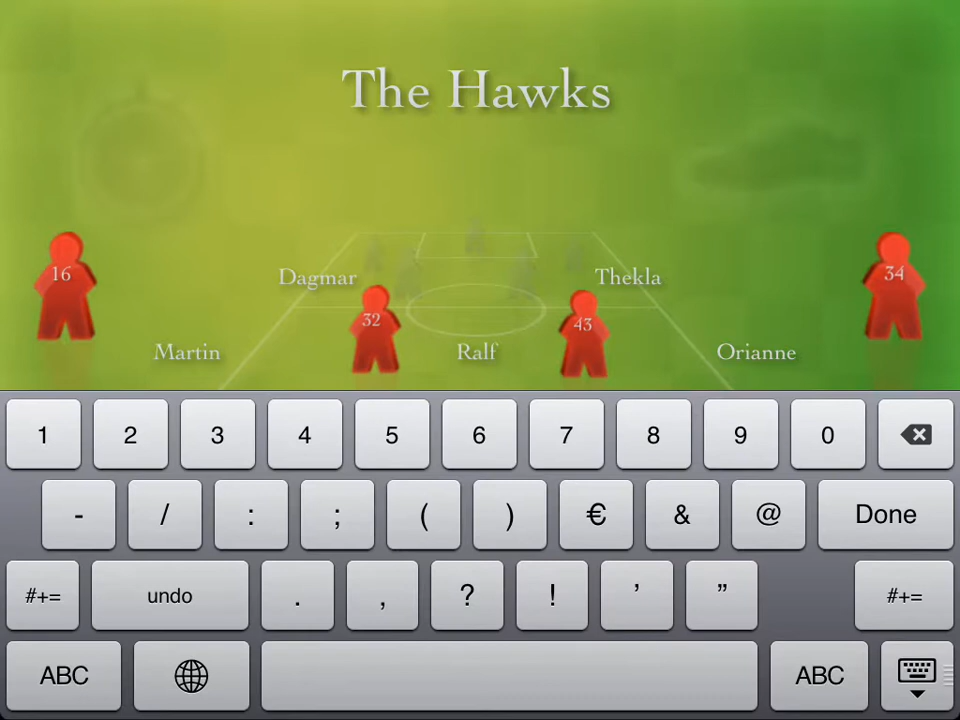 The Hawks
16
34
Dagmar
Thekla
32
43
Martin
Ralf
Orianne
1 2 3 4 5 6 7 8 9 0
- / : ; ( ) € & @ Done
#+= undo . , ? ! ’ ” #+=
ABC ABC